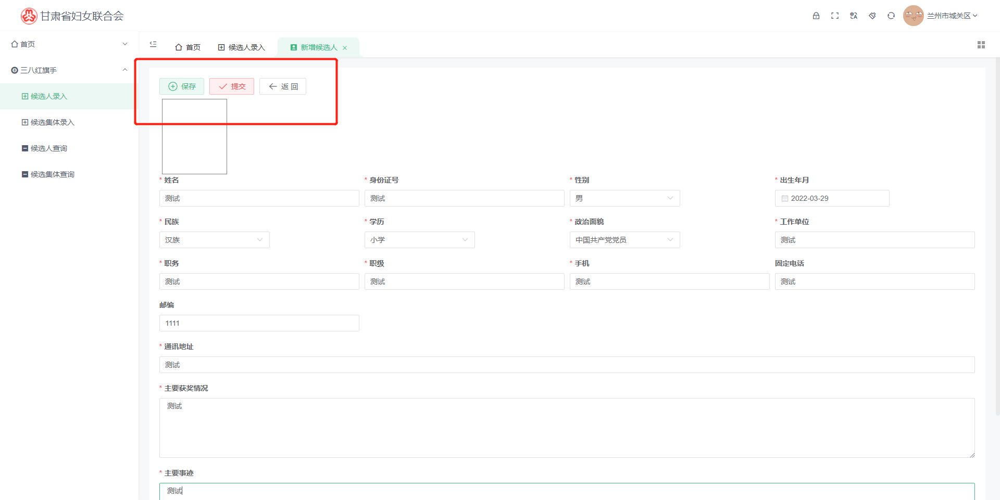 甘肃省妇女联合会
兰州市城关区
首页
三八红旗手
候选人录入
候选集体录入
候选人查询
候选集体查询
首页 候选人录入 新增候选人
保存 提交 返 回
* 姓名 * 身份证号 * 性别 * 出生年月
测试 测试 男 2022-03-29
* 民族 * 学历 * 政治面貌 * 工作单位
汉族 小学 中国共产党党员 测试
* 职务 * 职级 * 手机 固定电话
测试 测试 测试 测试
邮编
1111
* 通讯地址
测试
* 主要获奖情况
测试
* 主要事迹
测试